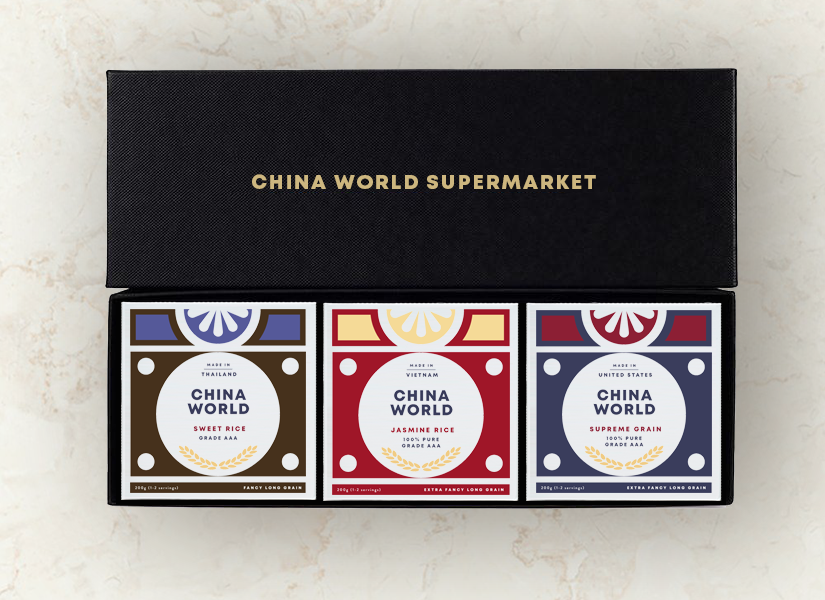 CHINA WORLD SUPERMARKET
MADE IN
THAILAND
CHINA
WORLD
SWEET RICE
GRADE AAA
200g (1-2 servings)
FANCY LONG GRAIN
MADE IN
VIETNAM
CHINA
WORLD
JASMINE RICE
100% PURE
GRADE AAA
200g (1-2 servings)
EXTRA FANCY LONG GRAIN
MADE IN
UNITED STATES
CHINA
WORLD
SUPREME GRAIN
100% PURE
GRADE AAA
200g (1-2 servings)
EXTRA FANCY LONG GRAIN